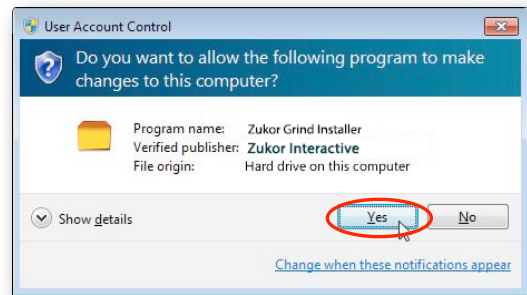 User Account Control
Do you want to allow the following program to make
changes to this computer?
Program name: Zukor Grind Installer
Verified publisher: Zukor Interactive
File origin: Hard drive on this computer
Show details
Yes
No
Change when these notifications appear